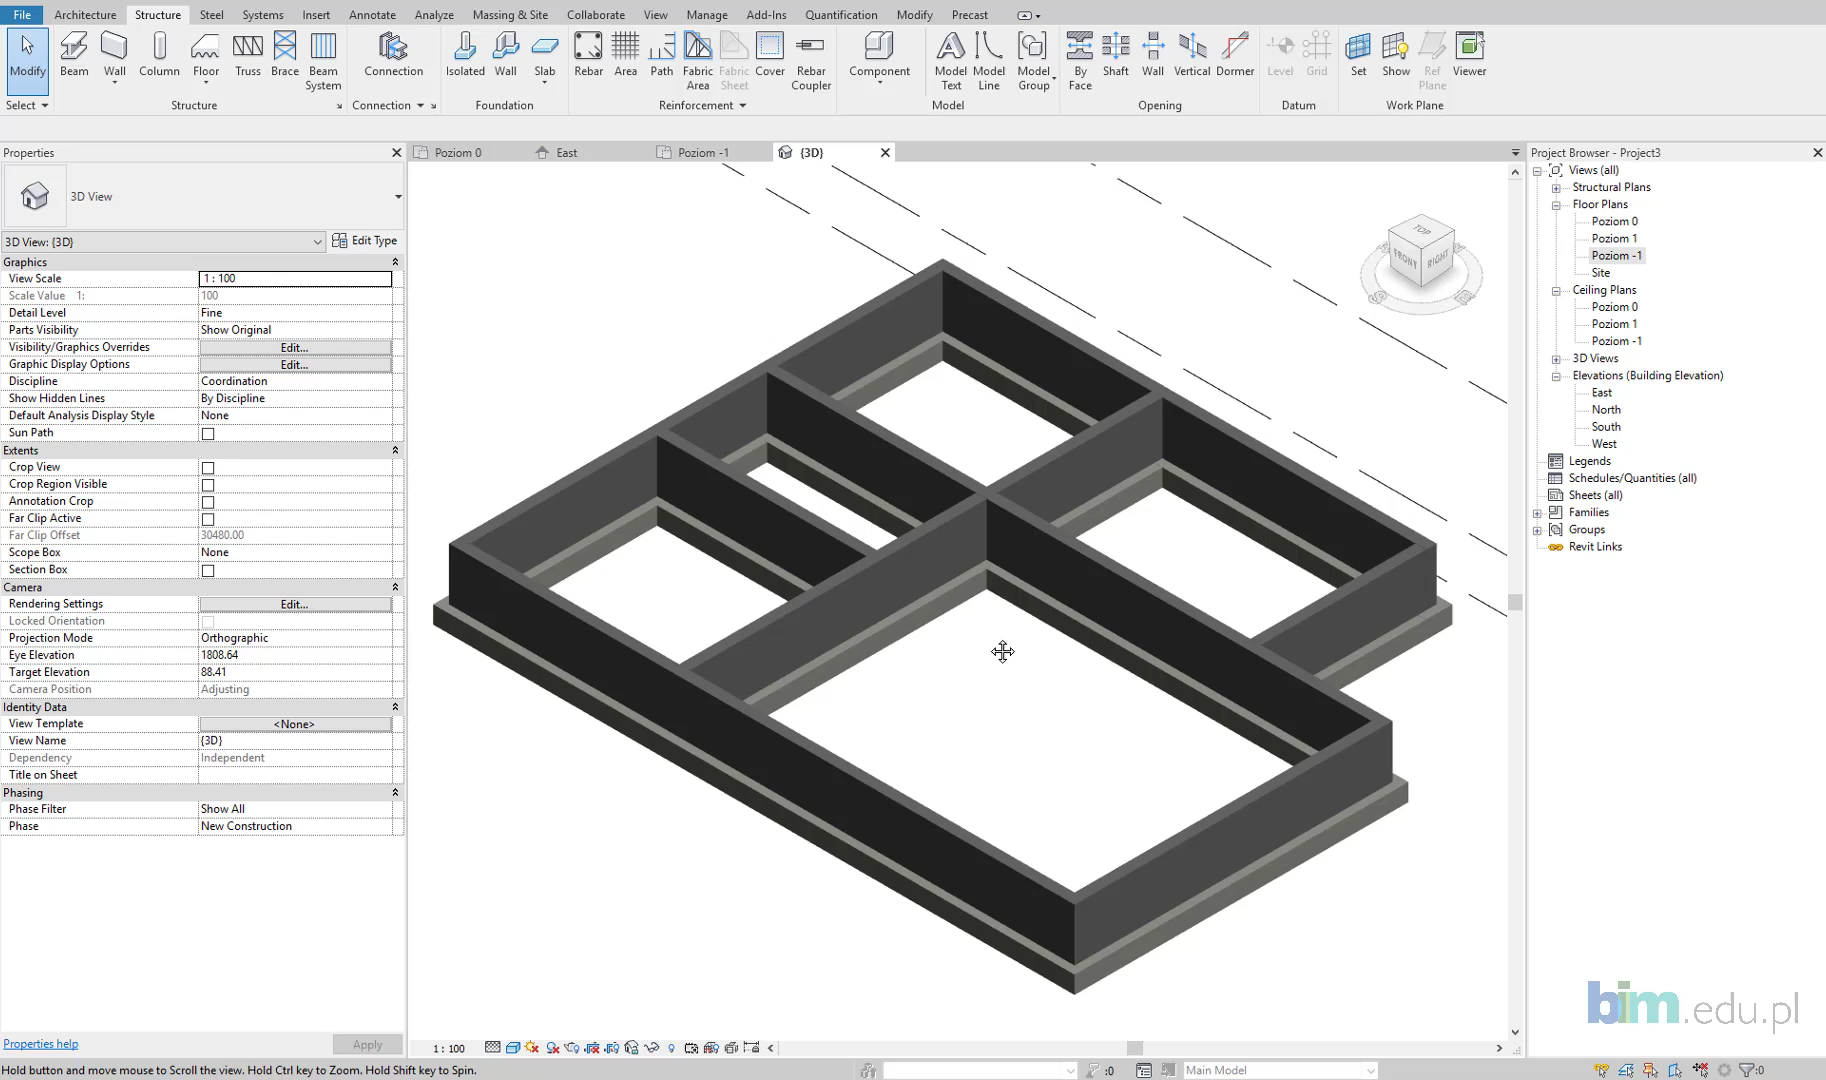 File Architecture Structure Steel Systems Insert Annotate Analyze Massing & Site Collaborate View Manage Add-Ins Quantification Modify Precast
Modify Beam Wall Column Floor Truss Brace Beam System Connection Isolated Wall Slab Rebar Area Path Fabric Area Fabric Sheet Cover Rebar Coupler Component Model Text Model Line Model Group By Face Shaft Wall Vertical Dormer Level Grid Set Show Ref Plane Viewer
Select Structure Connection Foundation Reinforcement Model Opening Datum Work Plane
Properties
3D View
3D View: {3D} Edit Type
Graphics
View Scale 1 : 100
Scale Value 1: 100
Detail Level Fine
Parts Visibility Show Original
Visibility/Graphics Overrides Edit...
Graphic Display Options Edit...
Discipline Coordination
Show Hidden Lines By Discipline
Default Analysis Display Style None
Sun Path
Extents
Crop View
Crop Region Visible
Annotation Crop
Far Clip Active
Far Clip Offset 30480.00
Scope Box None
Section Box
Camera
Rendering Settings Edit...
Locked Orientation
Projection Mode Orthographic
Eye Elevation 1808.64
Target Elevation 88.41
Camera Position Adjusting
Identity Data
View Template <None>
View Name {3D}
Dependency Independent
Title on Sheet
Phasing
Phase Filter Show All
Phase New Construction
Properties help Apply
Poziom 0 East Poziom -1 {3D}
TOP
FRONT RIGHT
Project Browser - Project3
Views (all)
Structural Plans
Floor Plans
Poziom 0
Poziom 1
Poziom -1
Site
Ceiling Plans
Poziom 0
Poziom 1
Poziom -1
3D Views
Elevations (Building Elevation)
East
North
South
West
Legends
Schedules/Quantities (all)
Sheets (all)
Families
Groups
Revit Links
bim.edu.pl
1 : 100
Hold button and move mouse to Scroll the view. Hold Ctrl key to Zoom. Hold Shift key to Spin. :0 Main Model :0